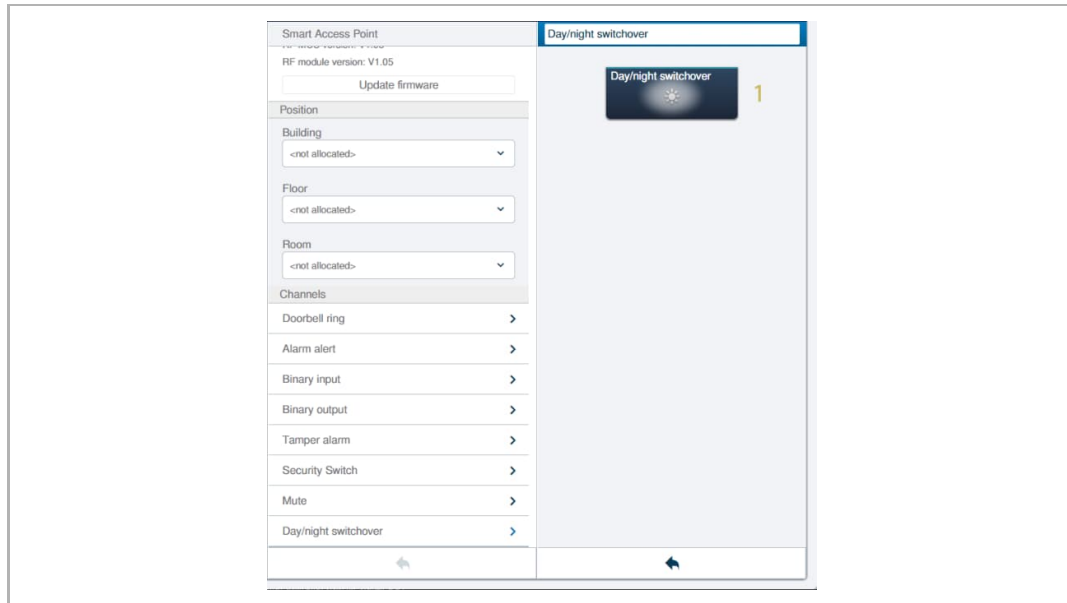 Smart Access Point
RF module version: V1.05
Update firmware
Position
Building
<not allocated>
Floor
<not allocated>
Room
<not allocated>
Channels
Doorbell ring
Alarm alert
Binary input
Binary output
Tamper alarm
Security Switch
Mute
Day/night switchover
Day/night switchover
Day/night switchover
1